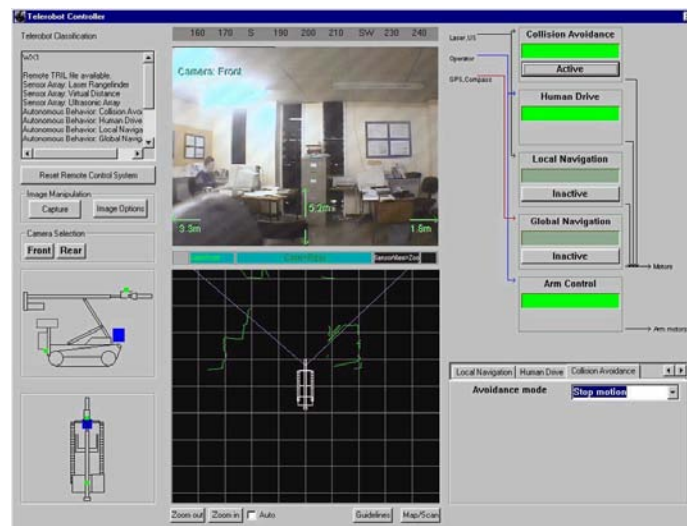 Telerobot Controller
Telerobot Classification
WX3
Remote TRIL file available.
Sensor Array: Laser Rangefinder
Sensor Array: Virtual Distance
Sensor Array: Ultrasonic Array
Autonomous Behavior: Collision Avoi
Autonomous Behavior: Human Drive
Autonomous Behavior: Local Naviga
Autonomous Behavior: Global Navig
Reset Remote Control System
Image Manipulation
Capture
Image Options
Camera Selection
Front
Rear
160 170 S 190 200 210 SW 230 240
Camera: Front
5.2m
3.3m
1.8m
Zoom out
Zoom in
Auto
Guidelines
Map/Scan
Laser, US
Operator
GPS, Compass
Collision Avoidance
Active
Human Drive
Local Navigation
Inactive
Global Navigation
Inactive
Motors
Arm Control
Arm motors
Local Navigation
Human Drive
Collision Avoidance
Avoidance mode
Stop motion